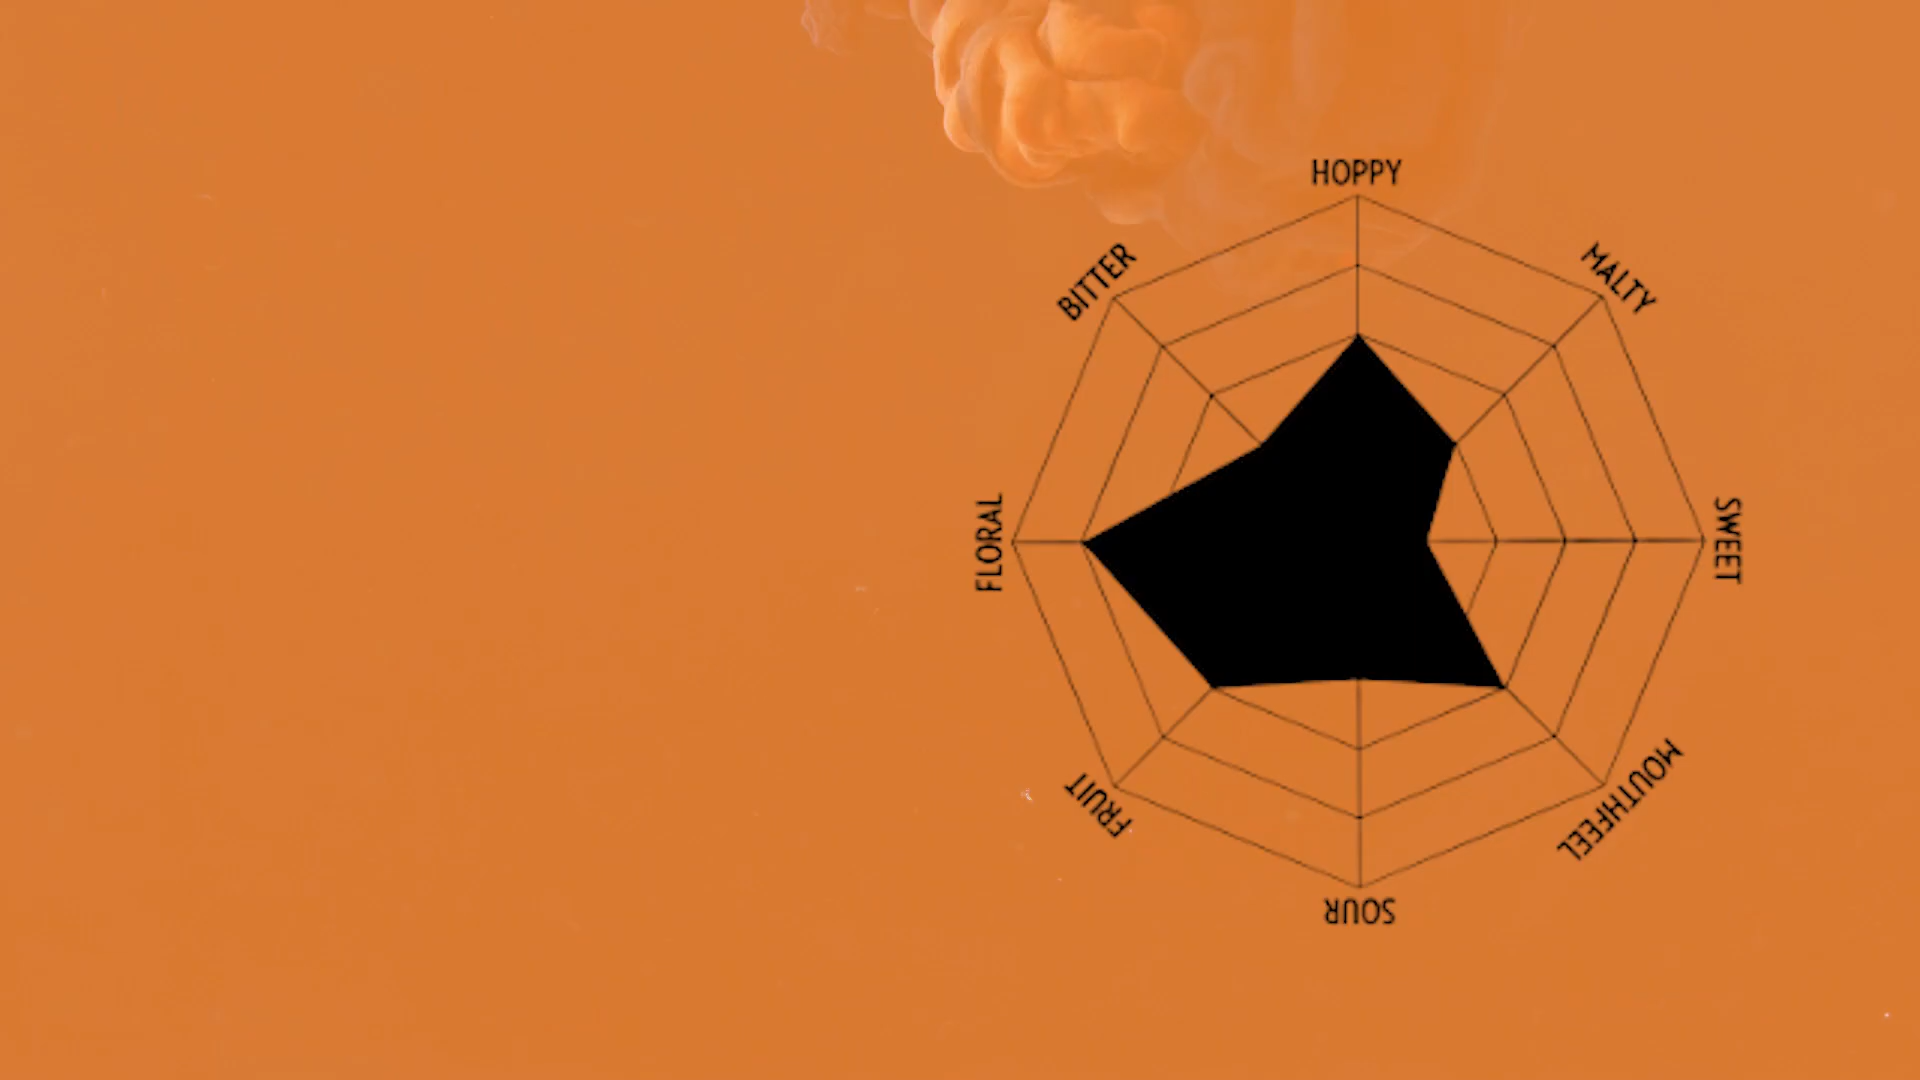 HOPPY
MALTY
SWEET
MOUTHFEEL
SOUR
FRUIT
FLORAL
BITTER